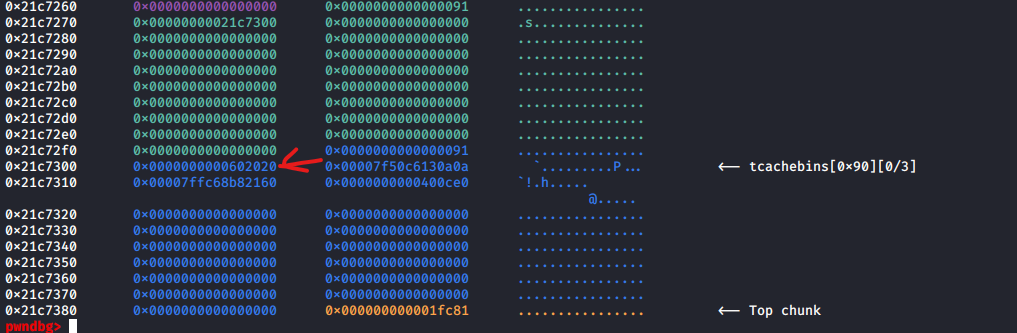 0x21c7260 0x0000000000000000 0x0000000000000091 ................
0x21c7270 0x00000000021c7300 0x0000000000000000 .s..............
0x21c7280 0x0000000000000000 0x0000000000000000 ................
0x21c7290 0x0000000000000000 0x0000000000000000 ................
0x21c72a0 0x0000000000000000 0x0000000000000000 ................
0x21c72b0 0x0000000000000000 0x0000000000000000 ................
0x21c72c0 0x0000000000000000 0x0000000000000000 ................
0x21c72d0 0x0000000000000000 0x0000000000000000 ................
0x21c72e0 0x0000000000000000 0x0000000000000000 ................
0x21c72f0 0x0000000000000000 0x0000000000000091 ................
0x21c7300 0x0000000000602020 0x00007f50c6130a0a   `.........P... <-- tcachebins[0x90][0/3]
0x21c7310 0x00007ffc68b82160 0x0000000000400ce0 `!.h.....
@.....
0x21c7320 0x0000000000000000 0x0000000000000000 ................
0x21c7330 0x0000000000000000 0x0000000000000000 ................
0x21c7340 0x0000000000000000 0x0000000000000000 ................
0x21c7350 0x0000000000000000 0x0000000000000000 ................
0x21c7360 0x0000000000000000 0x0000000000000000 ................
0x21c7370 0x0000000000000000 0x0000000000000000 ................
0x21c7380 0x0000000000000000 0x000000000001fc81 ................ <-- Top chunk
pwndbg>